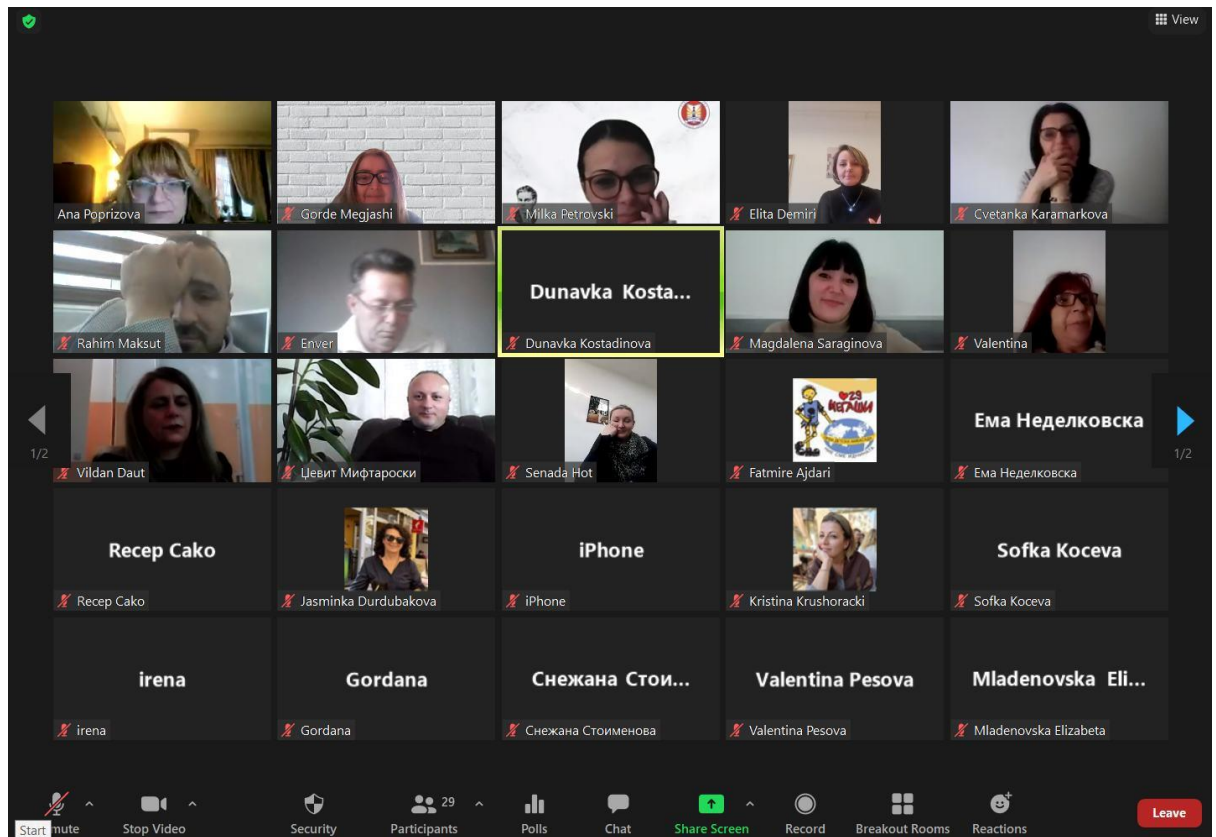 View
Ana Poprizova
Gorde Megjashi
Milka Petrovski
Elita Demiri
Cvetanka Karamarkova
Rahim Maksut
Enver
Dunavka Kosta...
Dunavka Kostadinova
Magdalena Saraginova
Valentina
1/2
Vildan Daut
Џевит Мифтароски
Senada Hot
29
Fatmire Ajdari
Ема Неделковска
Ема Неделковска
1/2
Recep Cako
Recep Cako
Jasminka Durdubakova
iPhone
iPhone
Kristina Krushoracki
Sofka Koceva
Sofka Koceva
irena
irena
Gordana
Gordana
Снежана Стои...
Снежана Стоименова
Valentina Pesova
Valentina Pesova
Mladenovska Eli...
Mladenovska Elizabeta
Start mute
Stop Video
Security
29
Participants
Polls
Chat
Share Screen
Record
Breakout Rooms
Reactions
Leave